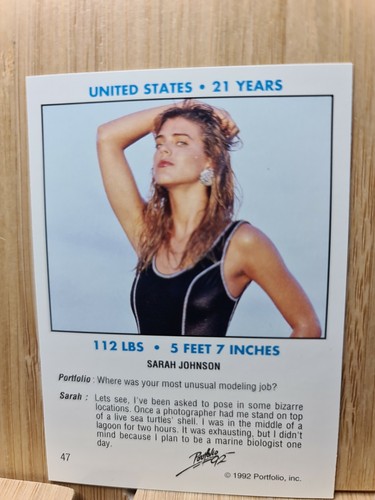 UNITED STATES • 21 YEARS
112 LBS • 5 FEET 7 INCHES
SARAH JOHNSON
Portfolio : Where was your most unusual modeling job?
Sarah : Lets see, I've been asked to pose in some bizarre
locations. Once a photographer had me stand on top
of a live sea turtles' shell. I was in the middle of a
lagoon for two hours. It was exhausting, but I didn't
mind because I plan to be a marine biologist one
day.
47
Portfolio 92
© 1992 Portfolio, inc.